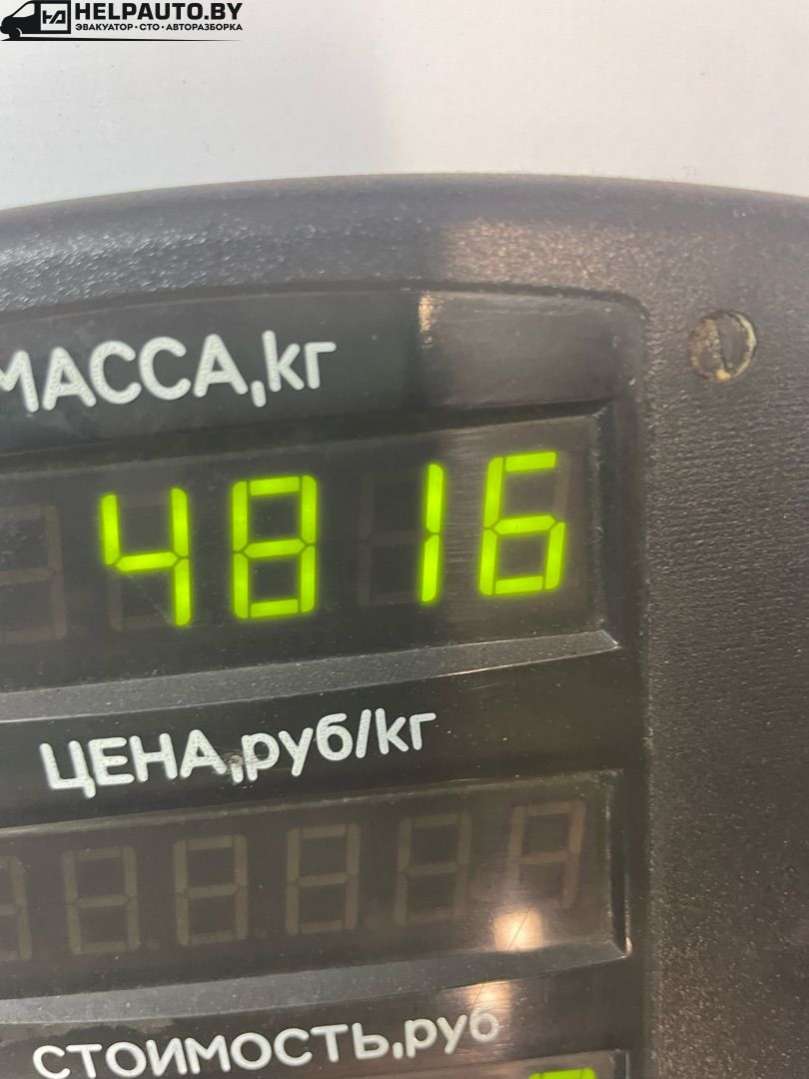 HELPAUTO.BY
ЭВАКУАТОР • СТО • АВТОРАЗБОРКА
МАССА,кг
4816
ЦЕНА,руб/кг
СТОИМОСТЬ,руб